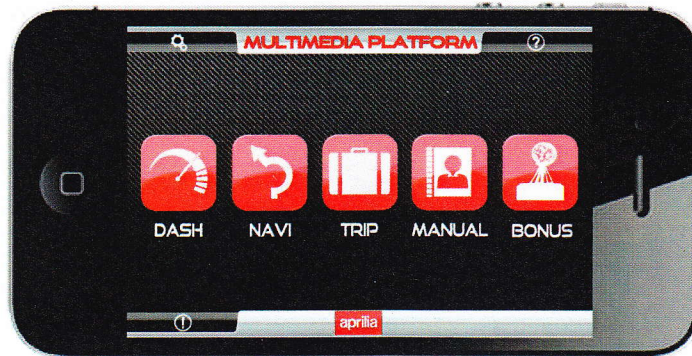 MULTIMEDIA PLATFORM
?
DASH NAVI TRIP MANUAL BONUS
!
aprilia